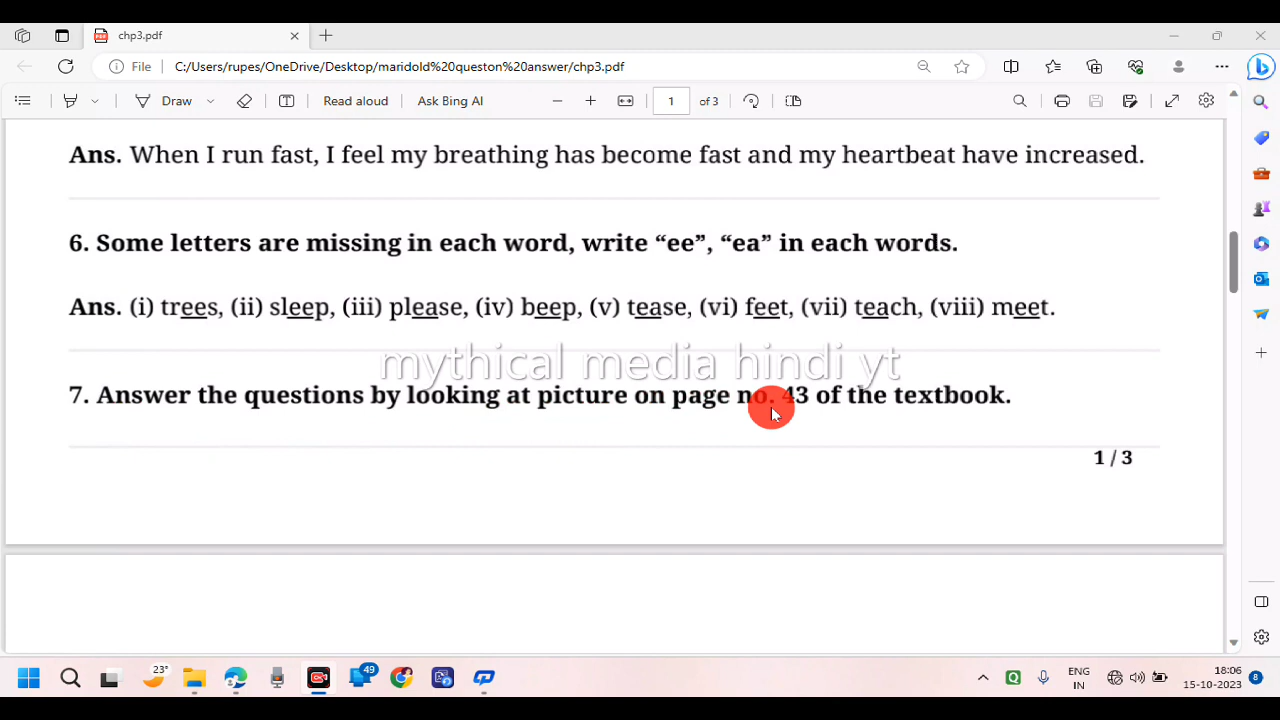 chp3.pdf
File C:/Users/rupes/OneDrive/Desktop/maridold%20queston%20answer/chp3.pdf
Draw Read aloud Ask Bing AI 1 of 3
Ans. When I run fast, I feel my breathing has become fast and my heartbeat have increased.
6. Some letters are missing in each word, write “ee”, “ea” in each words.
Ans. (i) trees, (ii) sleep, (iii) please, (iv) beep, (v) tease, (vi) feet, (vii) teach, (viii) meet.
mythical media hindi yt
7. Answer the questions by looking at picture on page no. 43 of the textbook.
1 / 3
23° 49 ENG 18:06
IN 15-10-2023 8